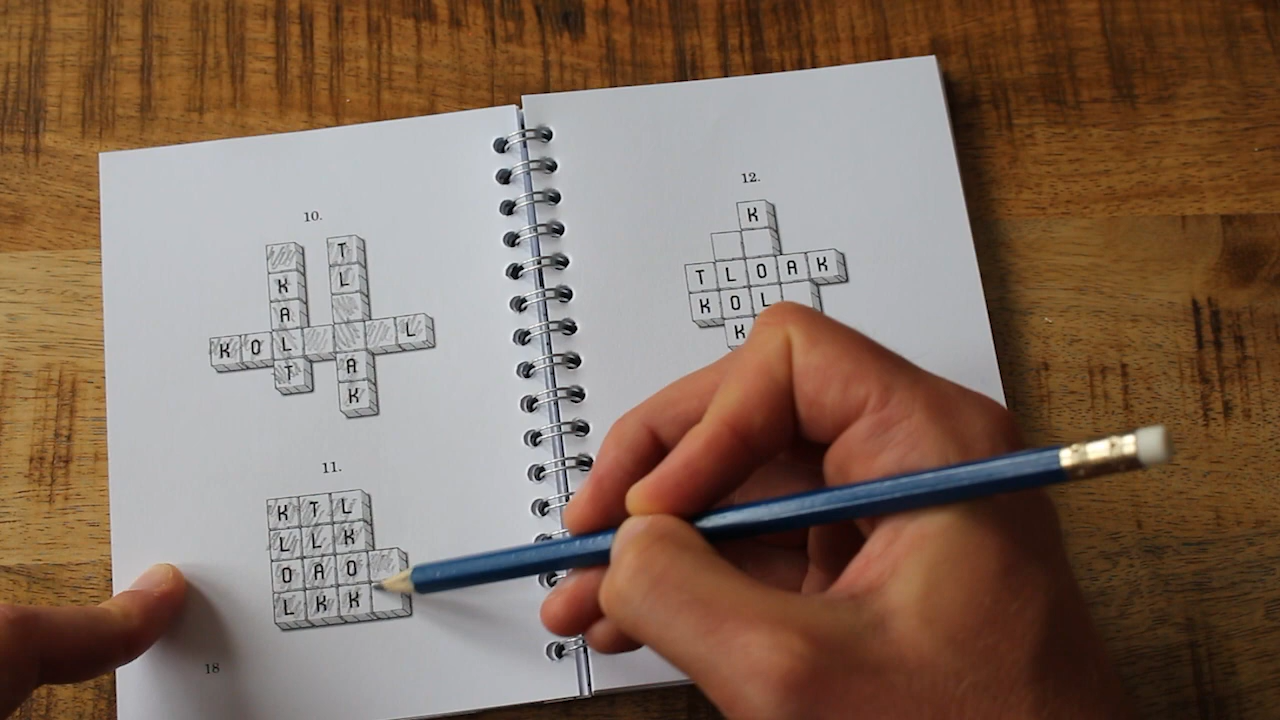 10.
T
K L
A
K O L L
T A
K
11.
K T L
L L K
O A O
L K K
18
12.
K
T L O A K
K O L
K